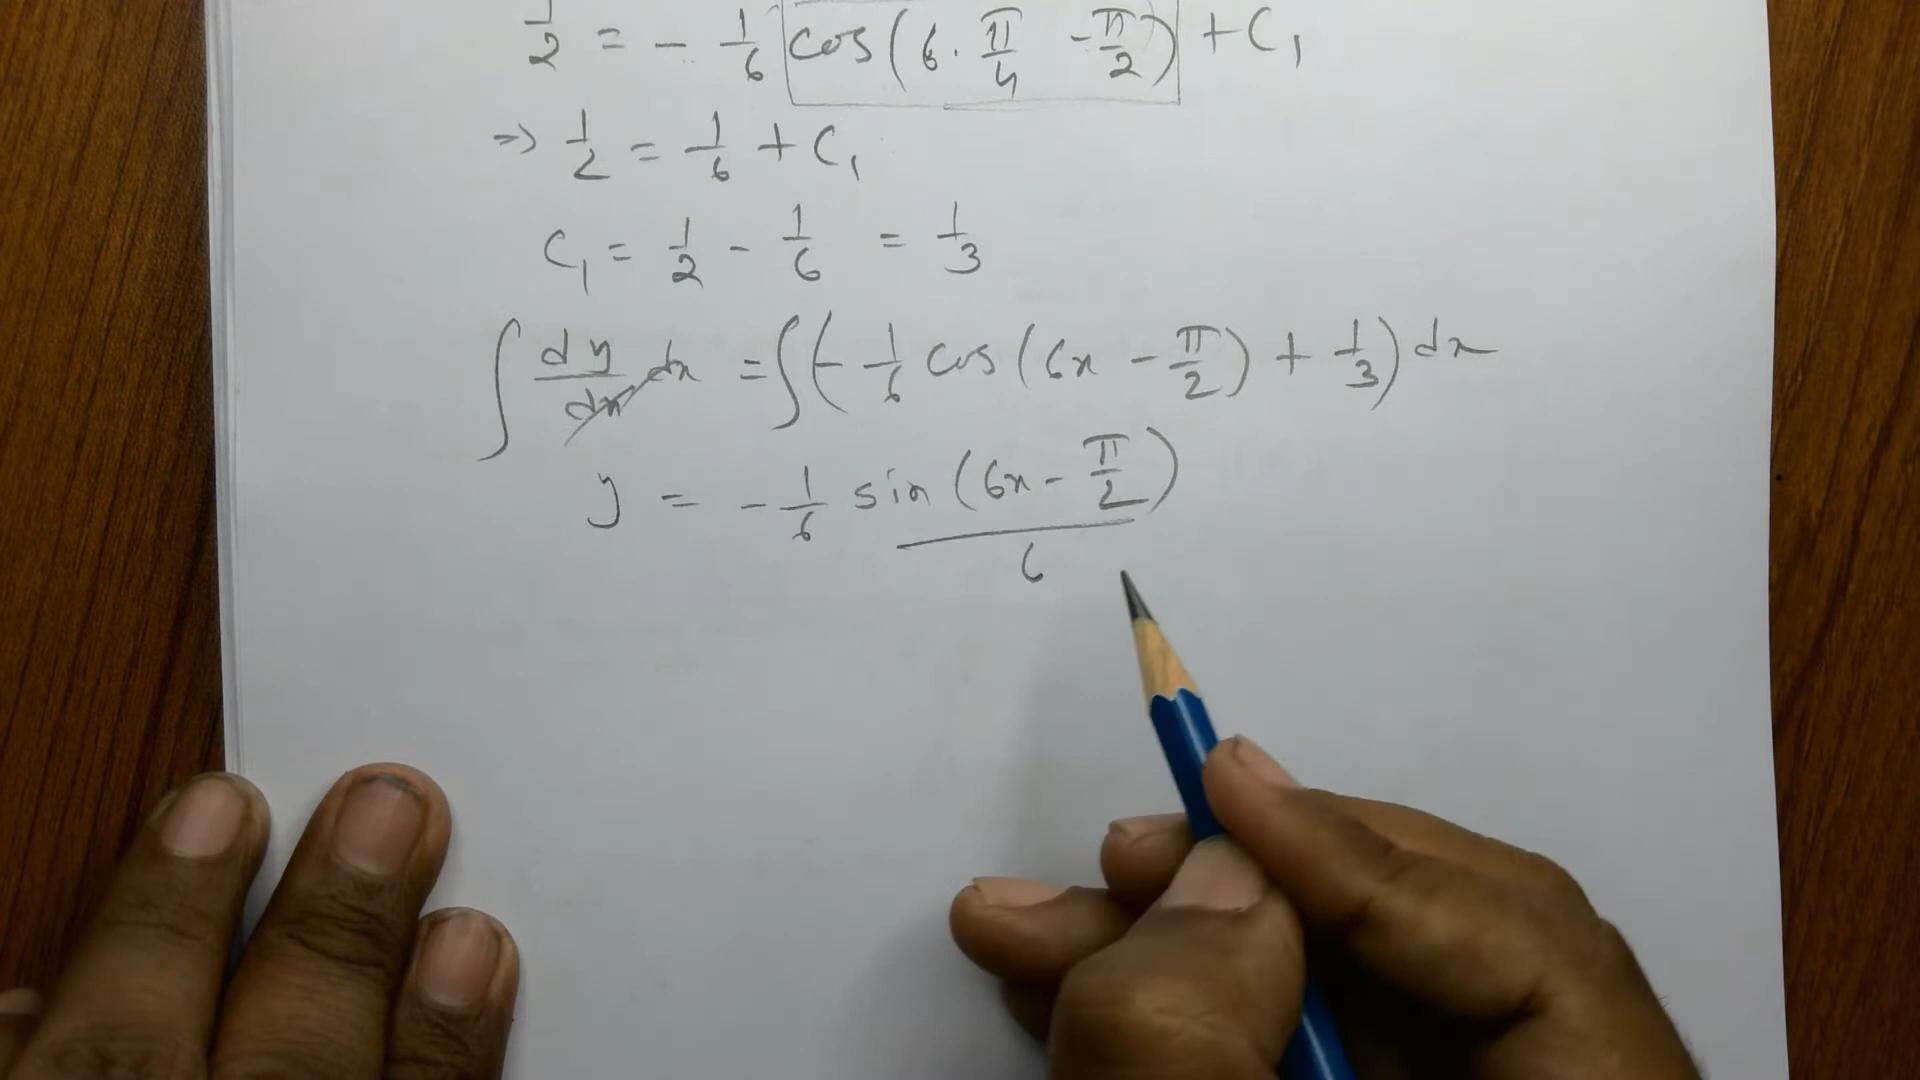 1/2 = - 1/6 cos(6 · π/4 - π/2) + C₁
=> 1/2 = 1/6 + C₁
C₁ = 1/2 - 1/6 = 1/3
∫ dy/dx dx = ∫(- 1/6 cos(6x - π/2) + 1/3) dx
y = - 1/6 sin(6x - π/2)/6